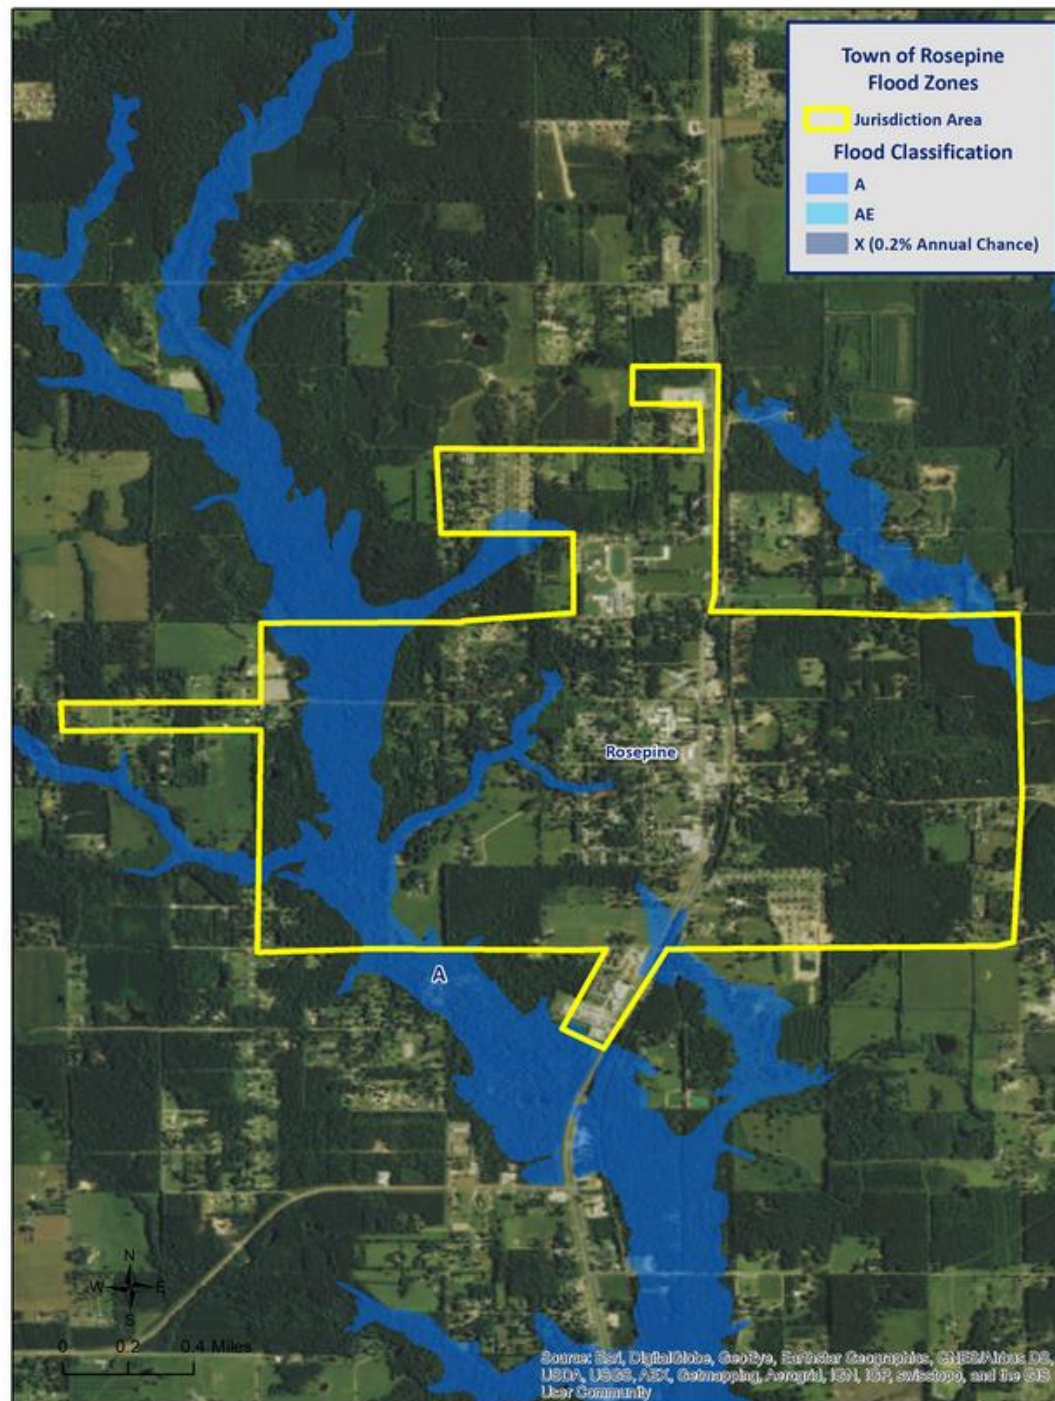 Town of Rosepine
Flood Zones
Jurisdiction Area
Flood Classification
A
AE
X (0.2% Annual Chance)
Rosepine
A
N
W E
S
0 0.2 0.4 Miles
Source: Esri, DigitalGlobe, GeoEye, Earthstar Geographics, CNES/Airbus DS,
USDA, USGS, AEX, Getmapping, Aerogrid, IGN, IGP, swisstopo, and the GIS
User Community